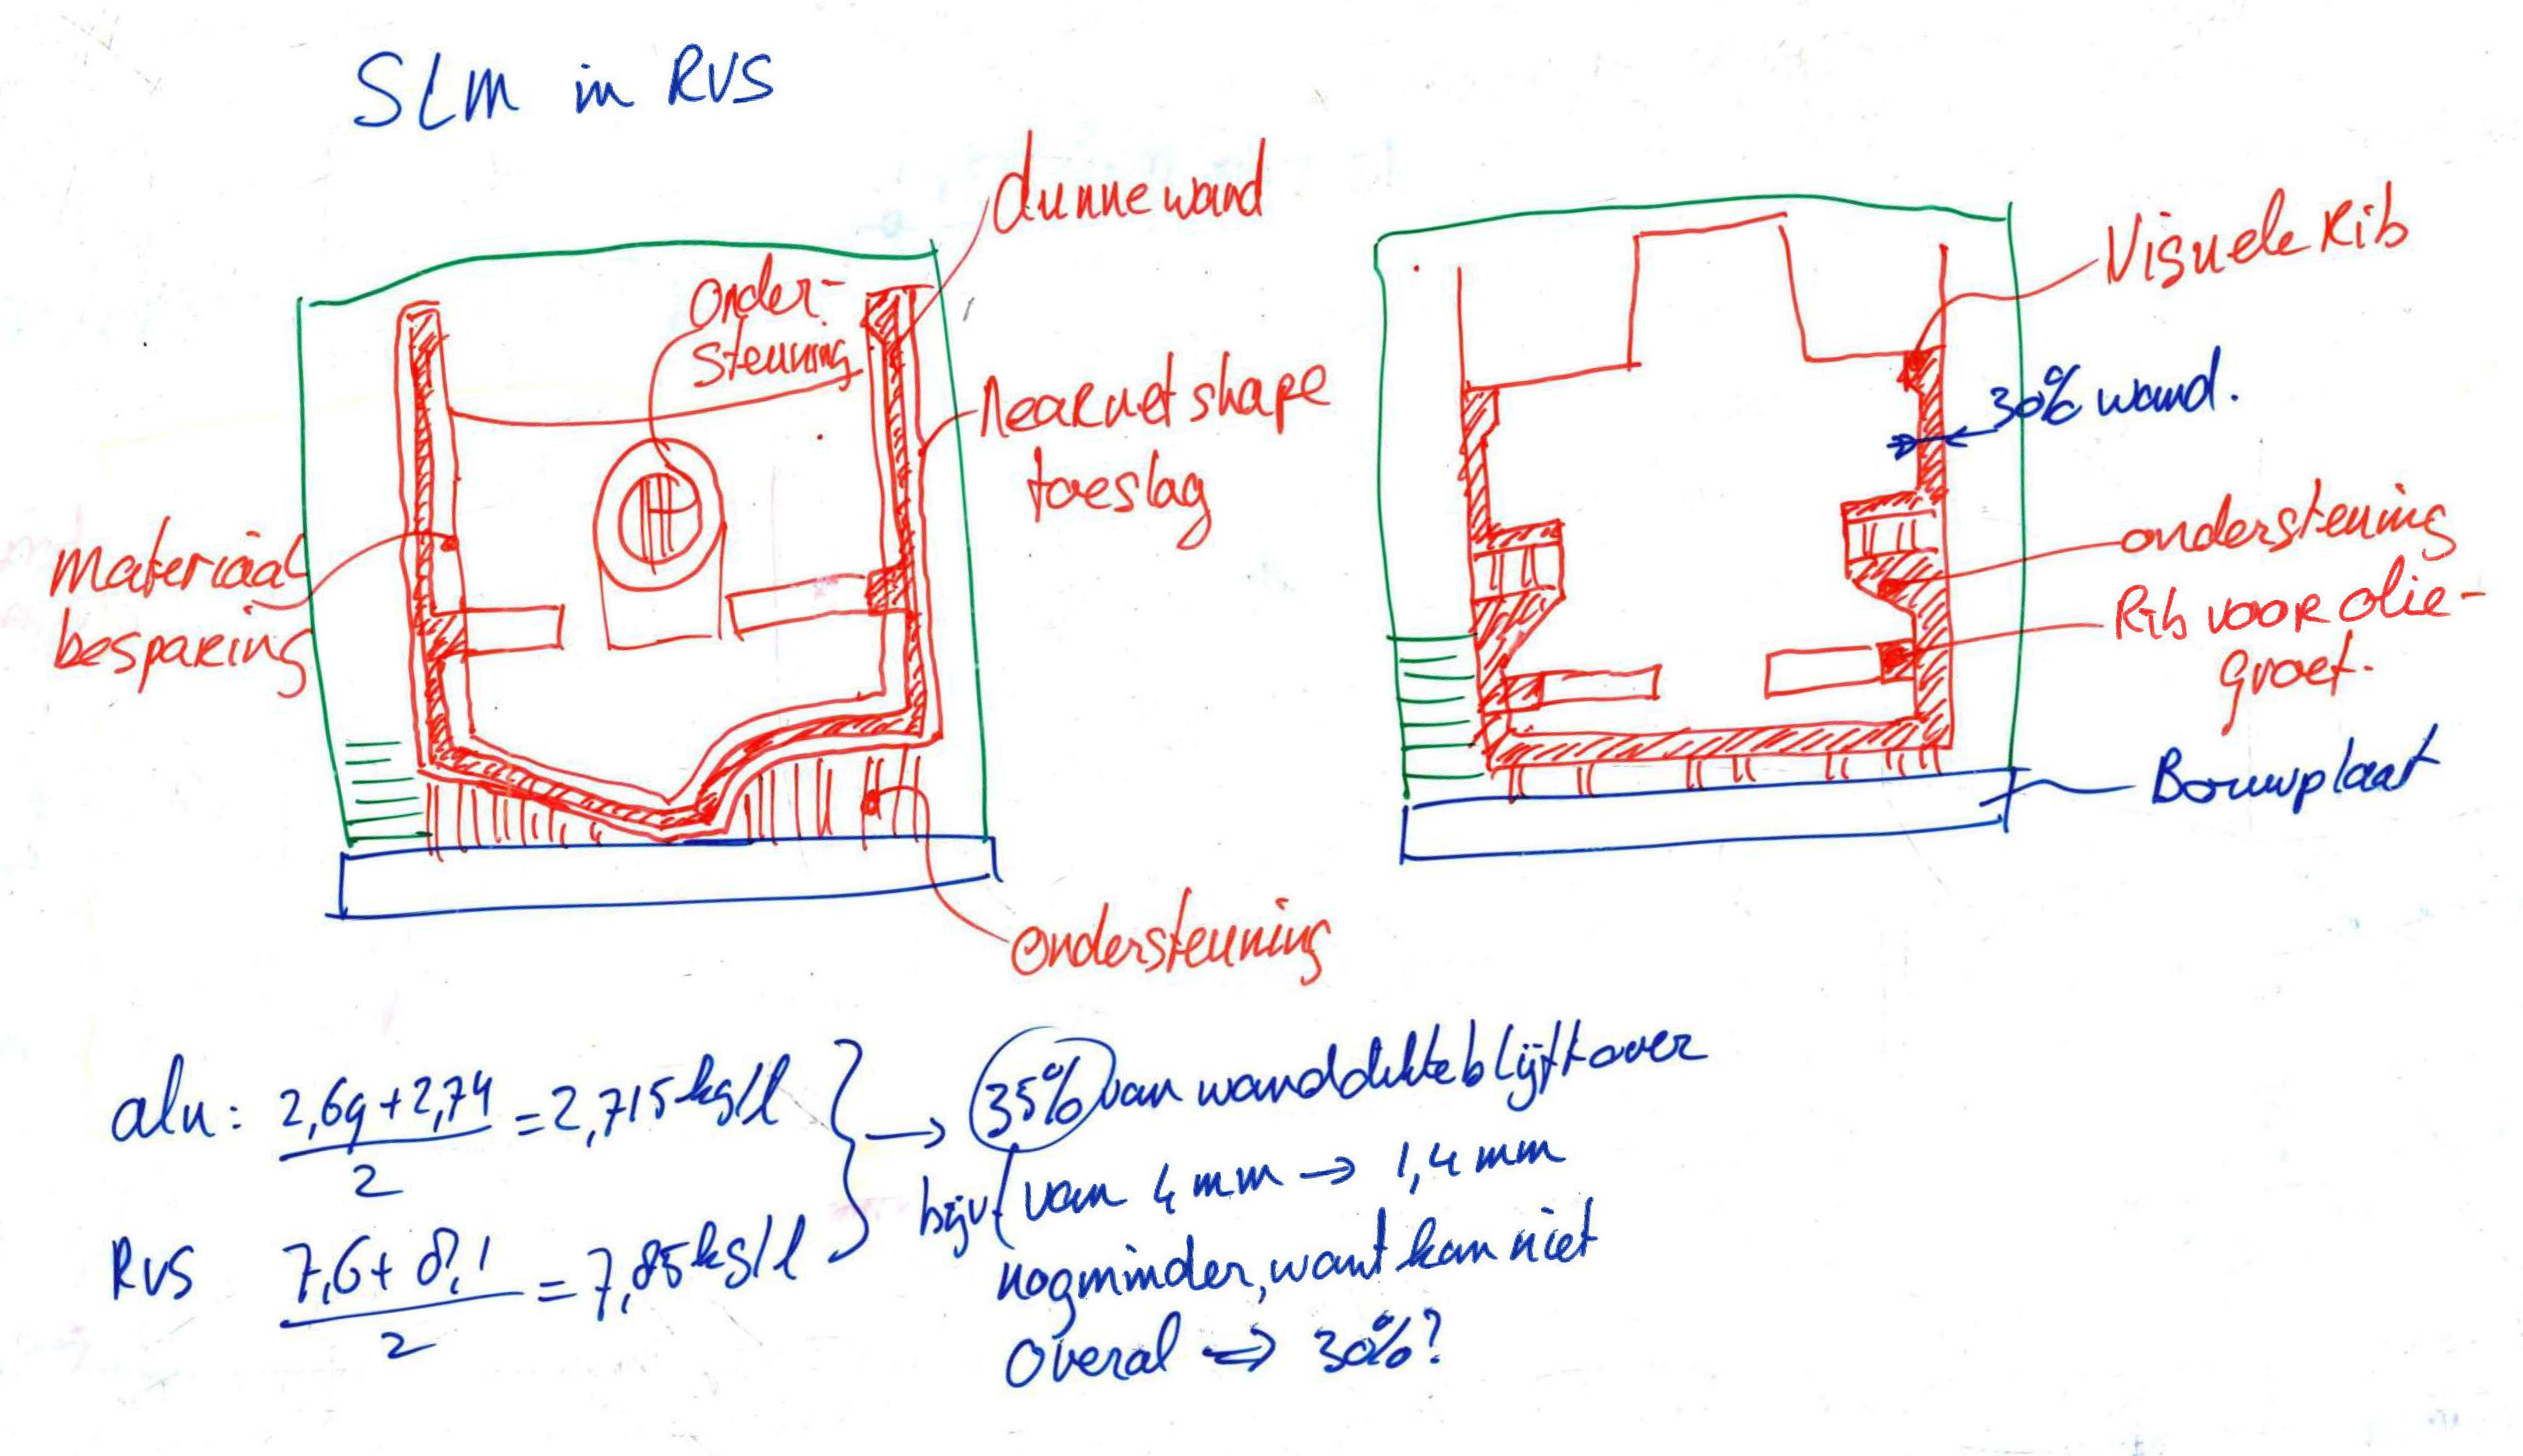 SLM in RVS
dunne wand
Onder-
steuning
Near net shape
toeslag
Materiaal
besparing
ondersteuning
Visuele Rib
30% wand.
ondersteuning
Rib voor olie-
groef.
Bouwplaat
alu: 2,69+2,74 = 2,715 kg/l
2
RVS 7,6+8,1 = 7,85 kg/l
2
35% van wanddikte blijft over
bijv van 4 mm → 1,4 mm
nog minder, want kan niet
Overal → 30%?